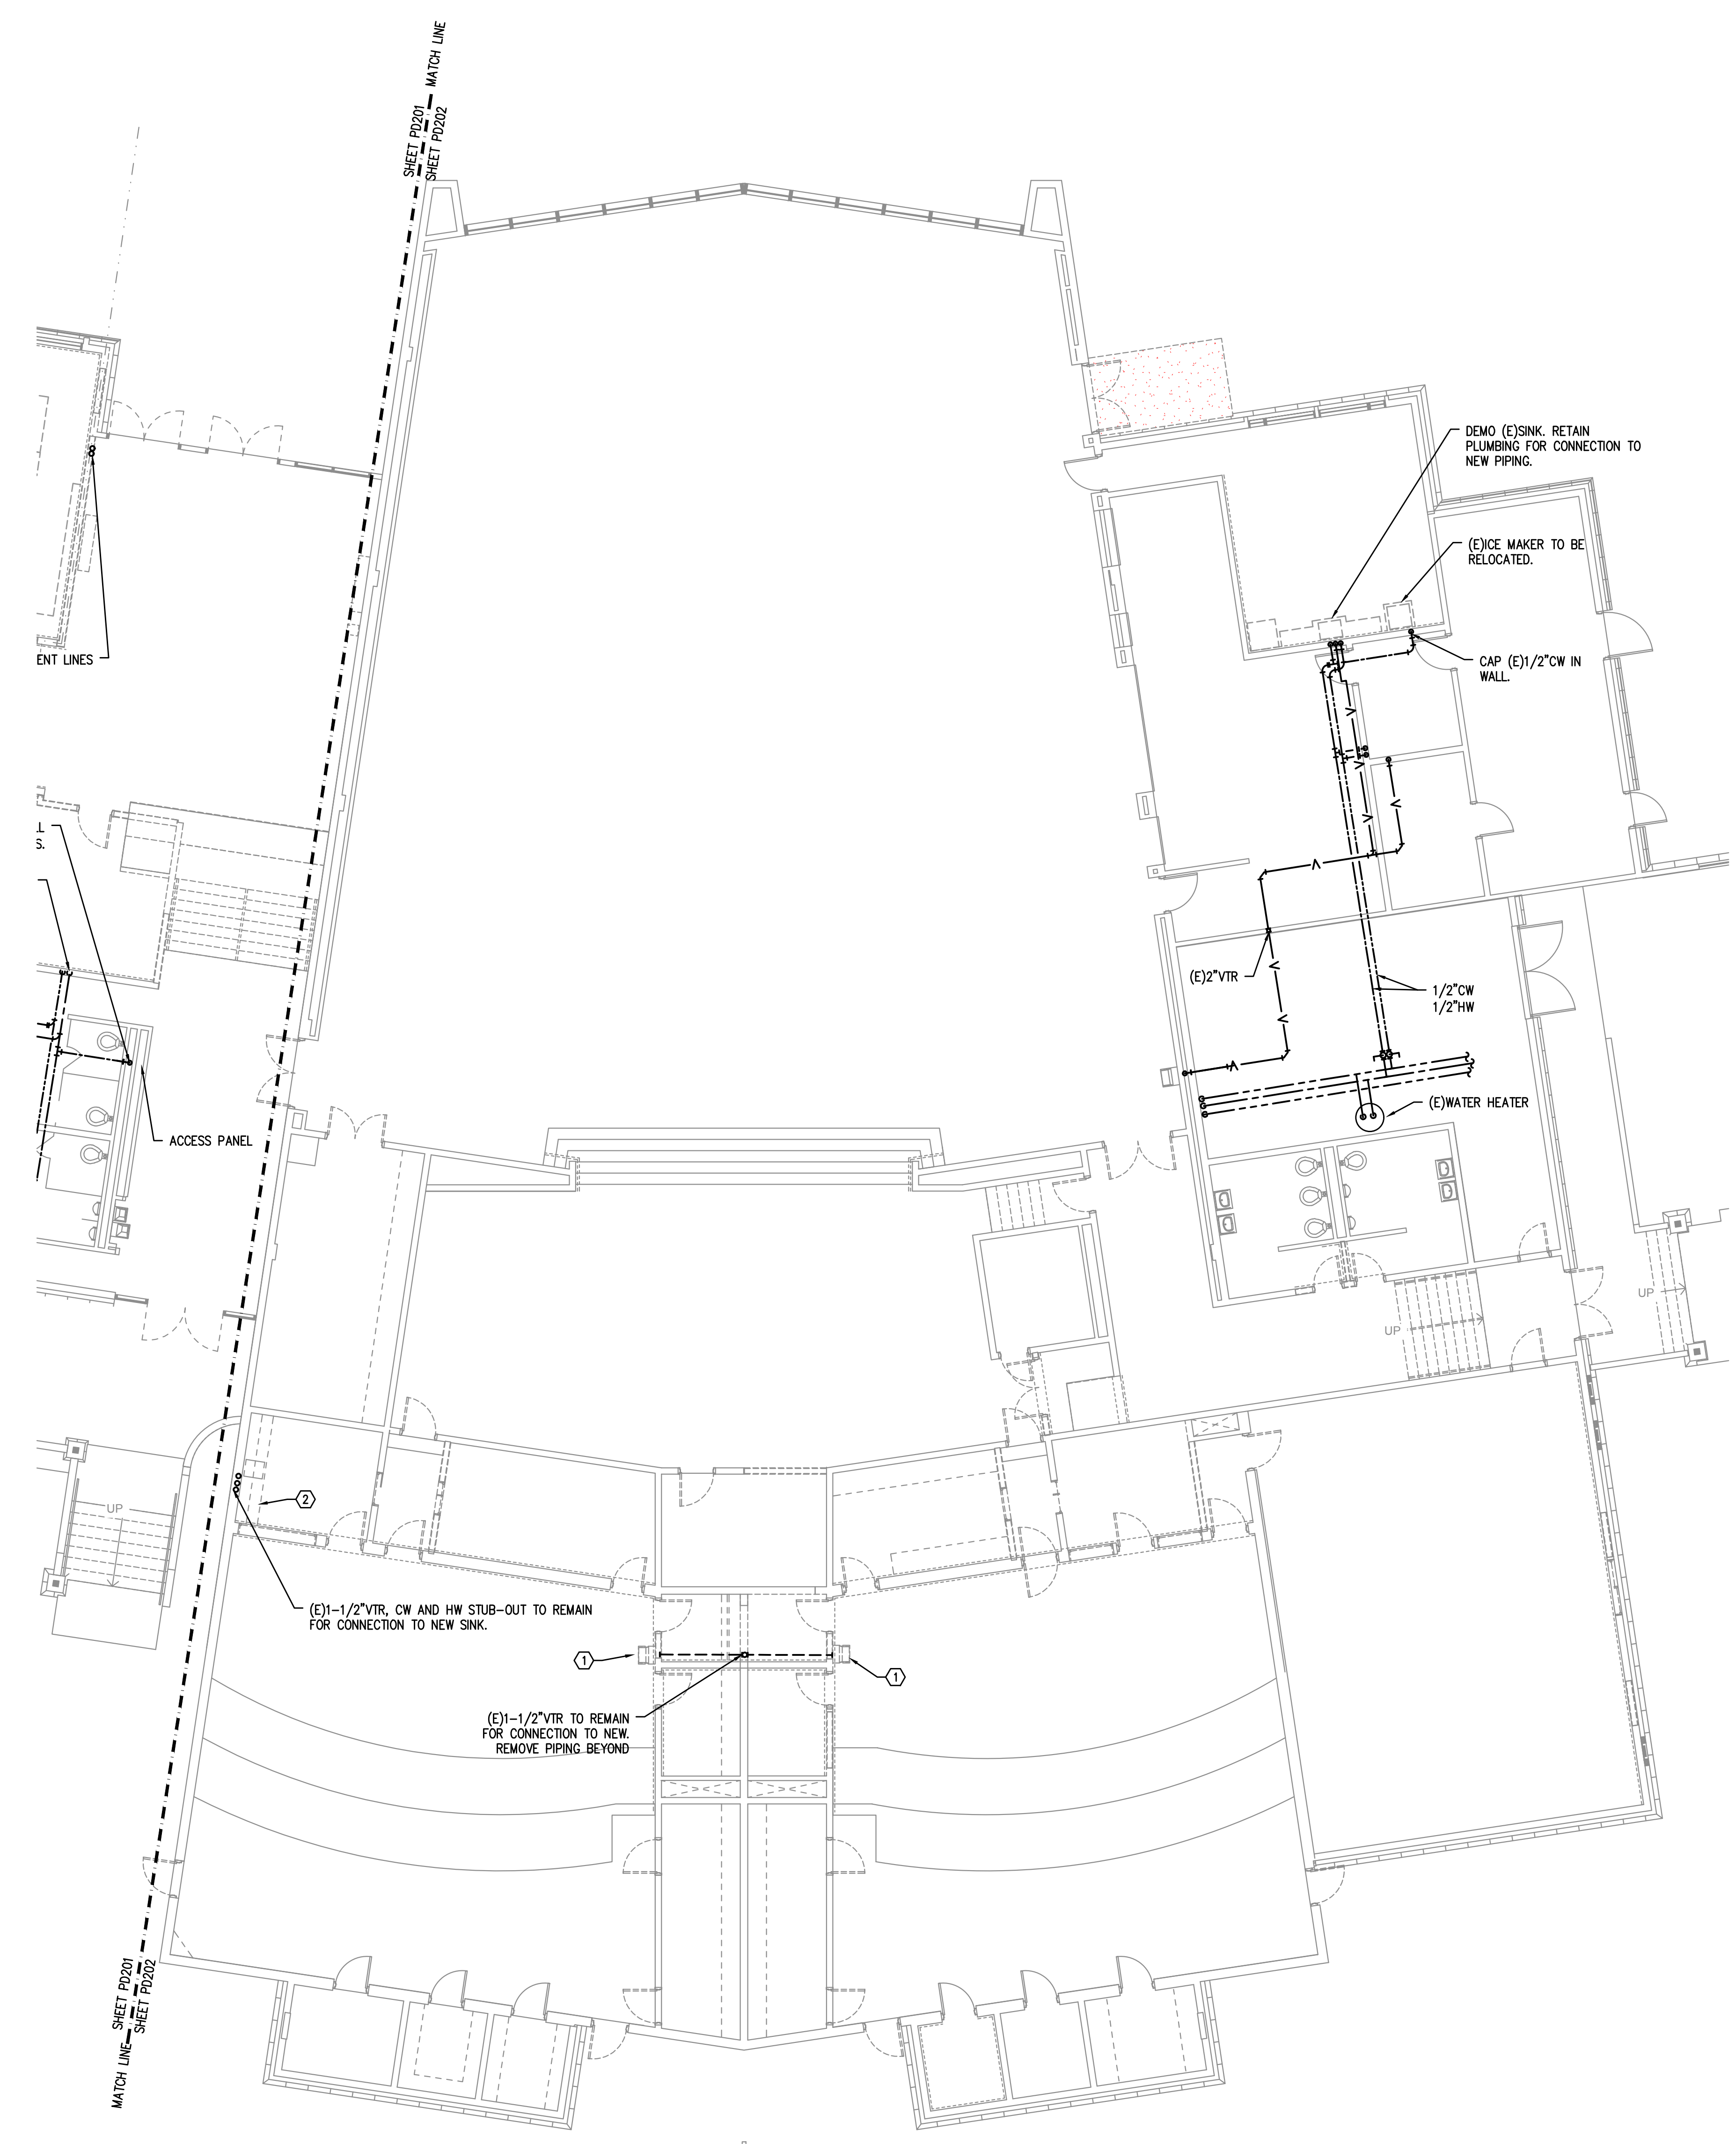 MATCH LINE
SHEET PD201
SHEET PD202
DEMO (E)SINK. RETAIN
PLUMBING FOR CONNECTION TO
NEW PIPING.
(E)ICE MAKER TO BE
RELOCATED.
CAP (E)1/2"CW IN
WALL.
ENT LINES
LL
S.
V
V
V
V
V
(E)2"VTR
V
V
V
1/2"CW
1/2"HW
(E)WATER HEATER
ACCESS PANEL
UP
UP
UP
2
(E)1-1/2"VTR, CW AND HW STUB-OUT TO REMAIN
FOR CONNECTION TO NEW SINK.
1
1
(E)1-1/2"VTR TO REMAIN
FOR CONNECTION TO NEW.
REMOVE PIPING BEYOND
SHEET PD201
SHEET PD202
MATCH LINE